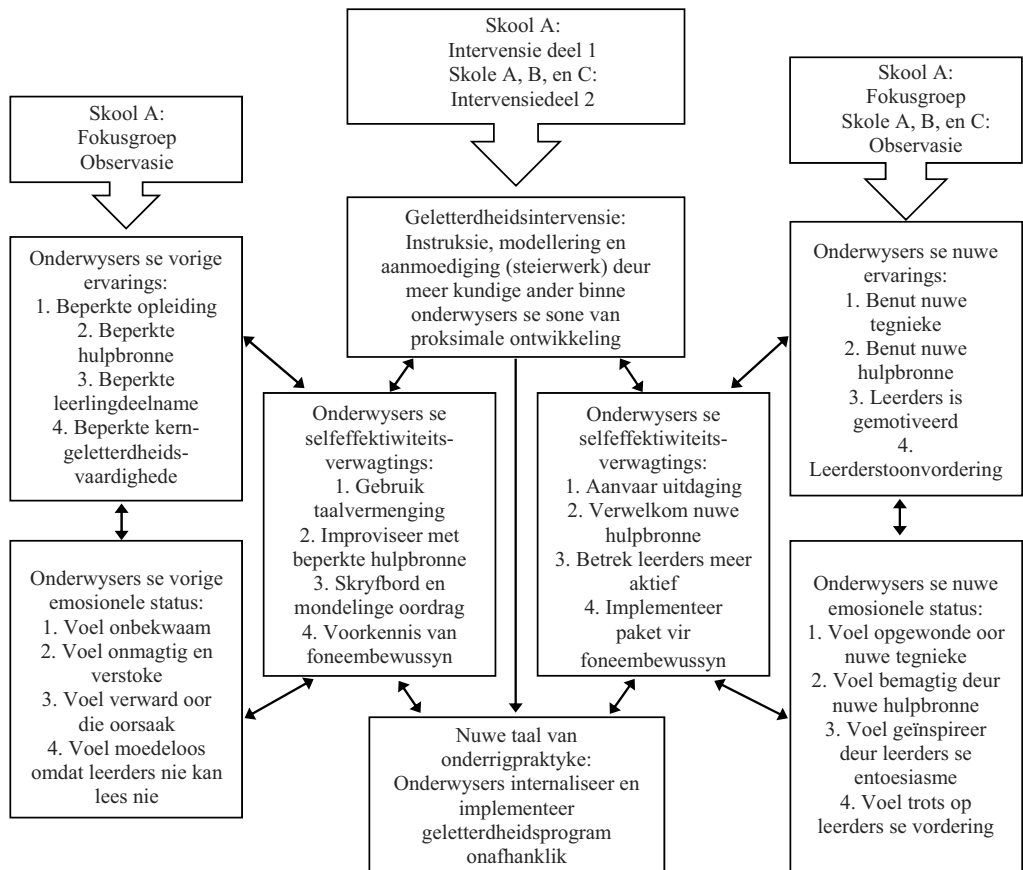 Skool A:
Fokusgroep
Observasie
Skool A:
Intervensie deel 1
Skole A, B, en C:
Intervensiedeel 2
Skool A:
Fokusgroep
Skole A, B, en C:
Observasie
Onderwysers se vorige
ervarings:
1. Beperkte opleiding
2. Beperkte
hulpbronne
3. Beperkte
leerlingdeelname
4. Beperkte kern-
geletterdheids-
vaardighede
Geletterdheidsintervensie:
Instruksie, modellering en
aanmoediging (steierwerk) deur
meer kundige ander binne
onderwysers se sone van
proksimale ontwikkeling
Onderwysers se nuwe
ervarings:
1. Benut nuwe
tegnieke
2. Benut nuwe
hulpbronne
3. Leerders is
gemotiveerd
4.
Leerderstoonvordering
Onderwysers se
selfeffektiwiteits-
verwagtings:
1. Gebruik
taalvermenging
2. Improviseer met
beperkte hulpbronne
3. Skryfbord en
mondelinge oordrag
4. Voorkennis van
foneembewussyn
Onderwysers se
selfeffektiwiteits-
verwagtings:
1. Aanvaar uitdaging
2. Verwelkom nuwe
hulpbronne
3. Betrek leerders meer
aktief
4. Implementeer
paket vir
foneembewussyn
Onderwysers se vorige
emosionele status:
1. Voel onbekwaam
2. Voel onmagtig en
verstoke
3. Voel verward oor
die oorsaak
4. Voel moedeloos
omdat leerders nie kan
lees nie
Nuwe taal van
onderrigpraktyke:
Onderwysers internaliseer en
implementeer
geletterdheidsprogram
onafhanklik
Onderwysers se nuwe
emosionele status:
1. Voel opgewonde oor
nuwe tegnieke
2. Voel bemagtig deur
nuwe hulpbronne
3. Voel geïnspireer
deur leerders se
entoesiasme
4. Voel trots op
leerders se vordering